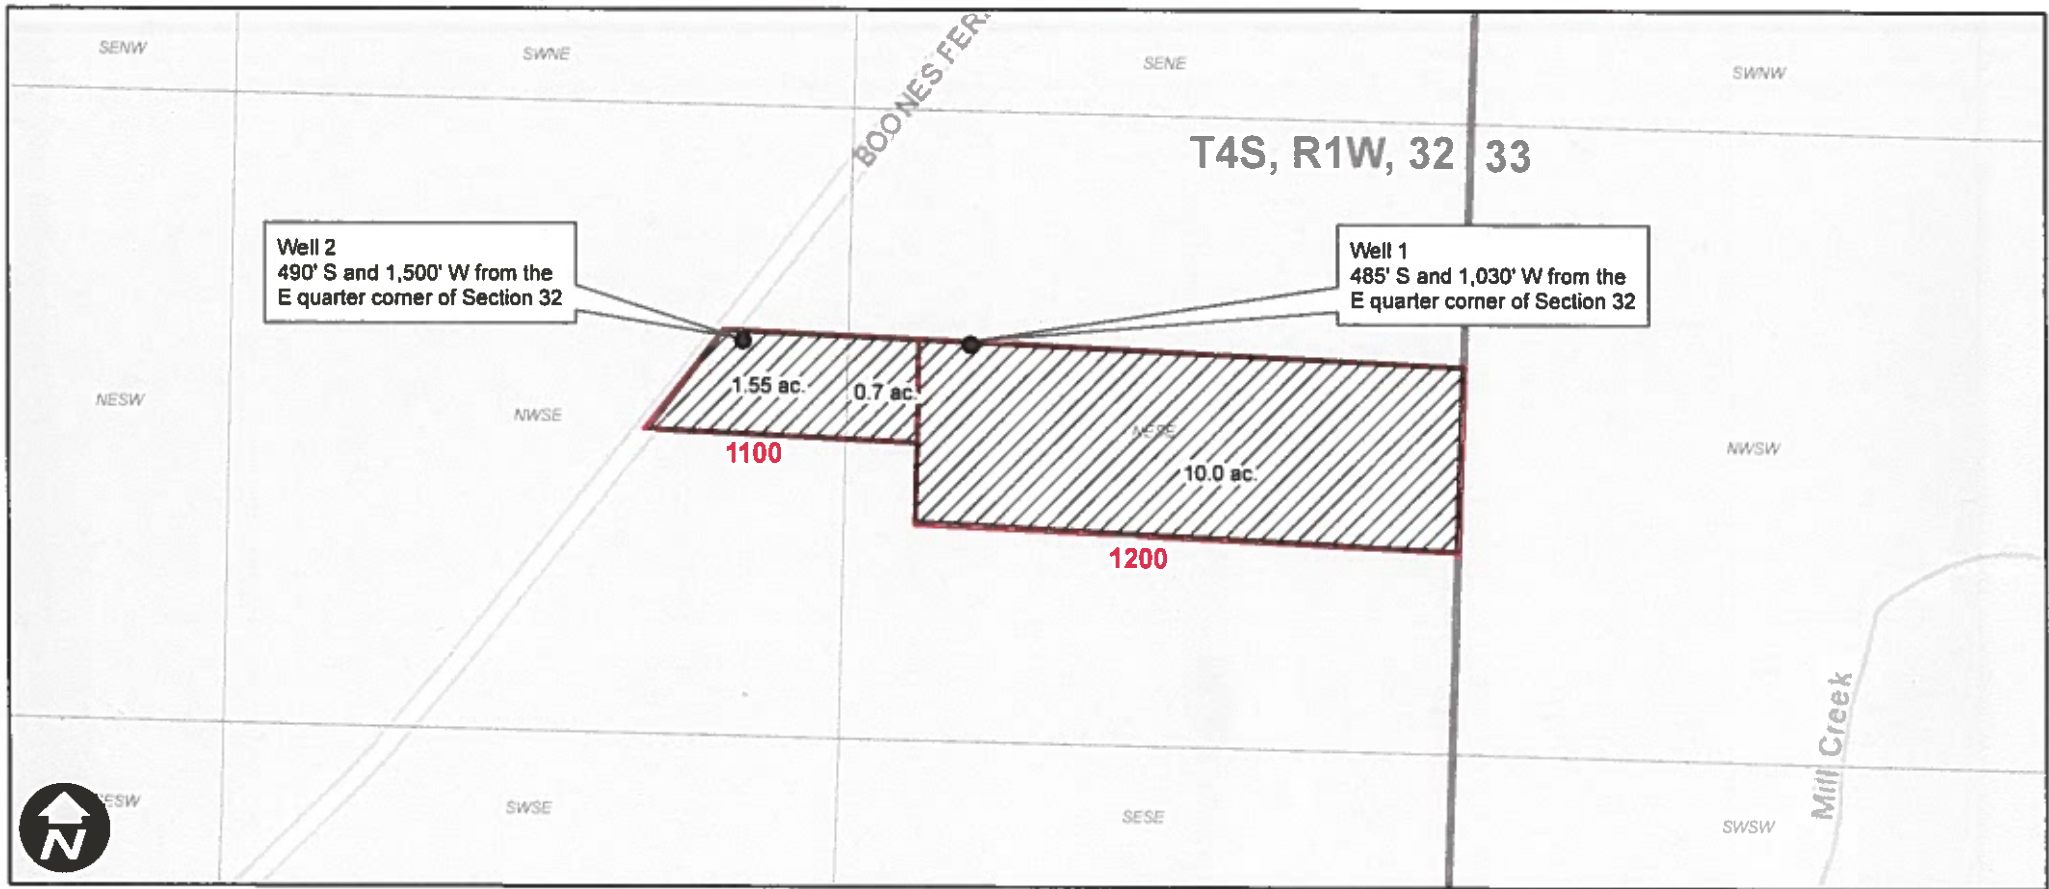 SENW
SWNE
SENE
SWNW
BOONES FER
T4S, R1W, 32 33
Well 2
490' S and 1,500' W from the
E quarter corner of Section 32
Well 1
485' S and 1,030' W from the
E quarter corner of Section 32
1.55 ac.
0.7 ac.
NESW
NWSE
NESE
NWSW
1100
10.0 ac.
1200
Mill Creek
ESW
SWSE
SESE
SWSW
N